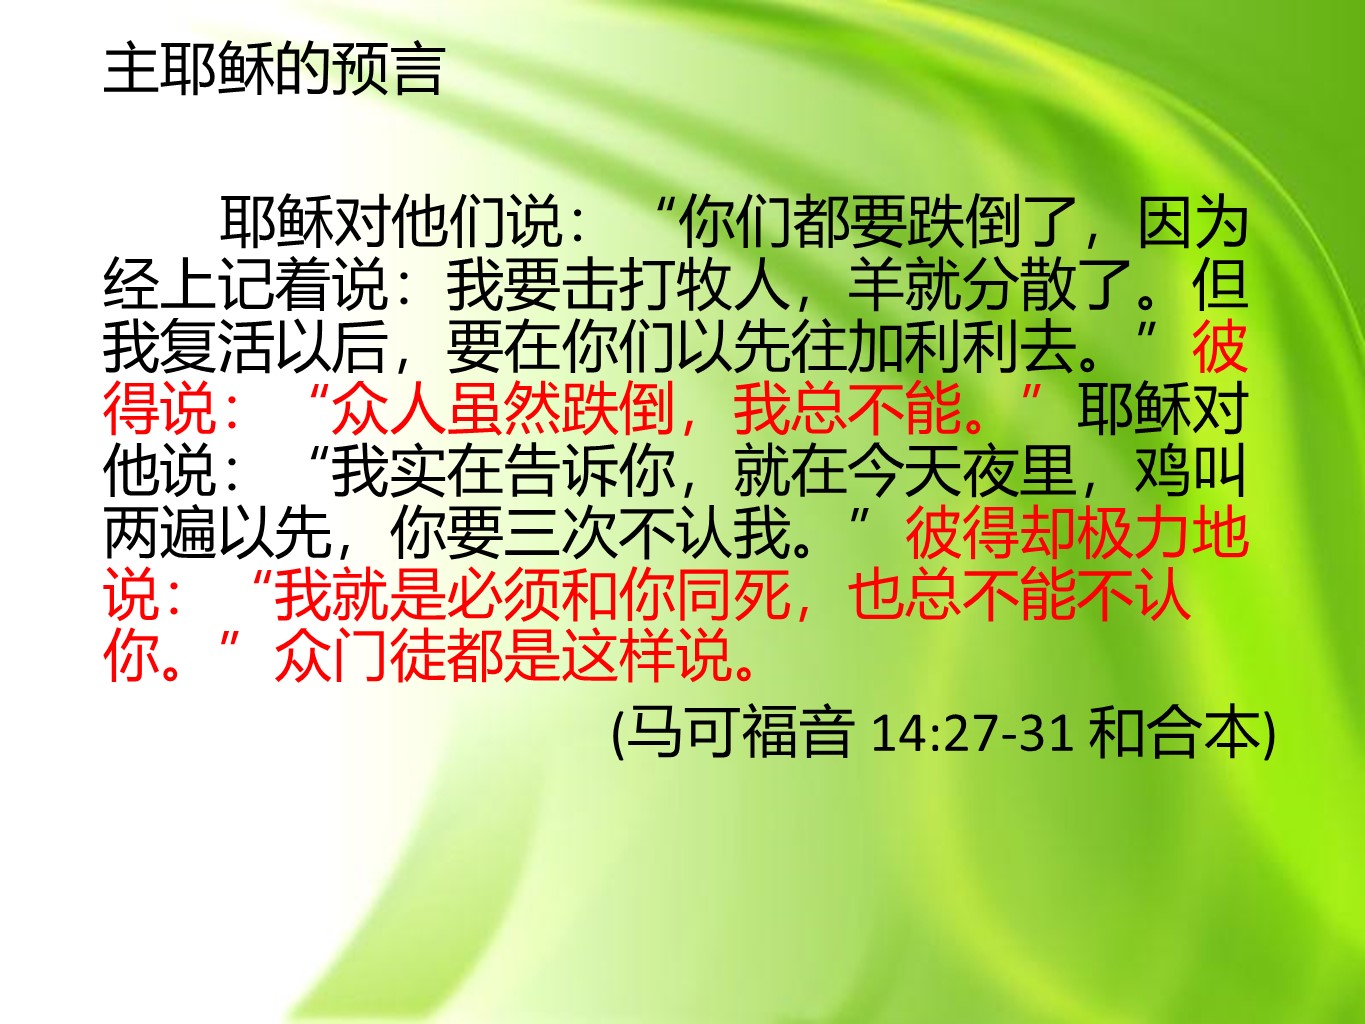 主耶稣的预言
耶稣对他们说：“你们都要跌倒了，因为
经上记着说：我要击打牧人，羊就分散了。但
我复活以后，要在你们以先往加利利去。”彼
得说：“众人虽然跌倒，我总不能。”耶稣对
他说：“我实在告诉你，就在今天夜里，鸡叫
两遍以先，你要三次不认我。”彼得却极力地
说：“我就是必须和你同死，也总不能不认
你。”众门徒都是这样说。
(马可福音 14:27-31 和合本)